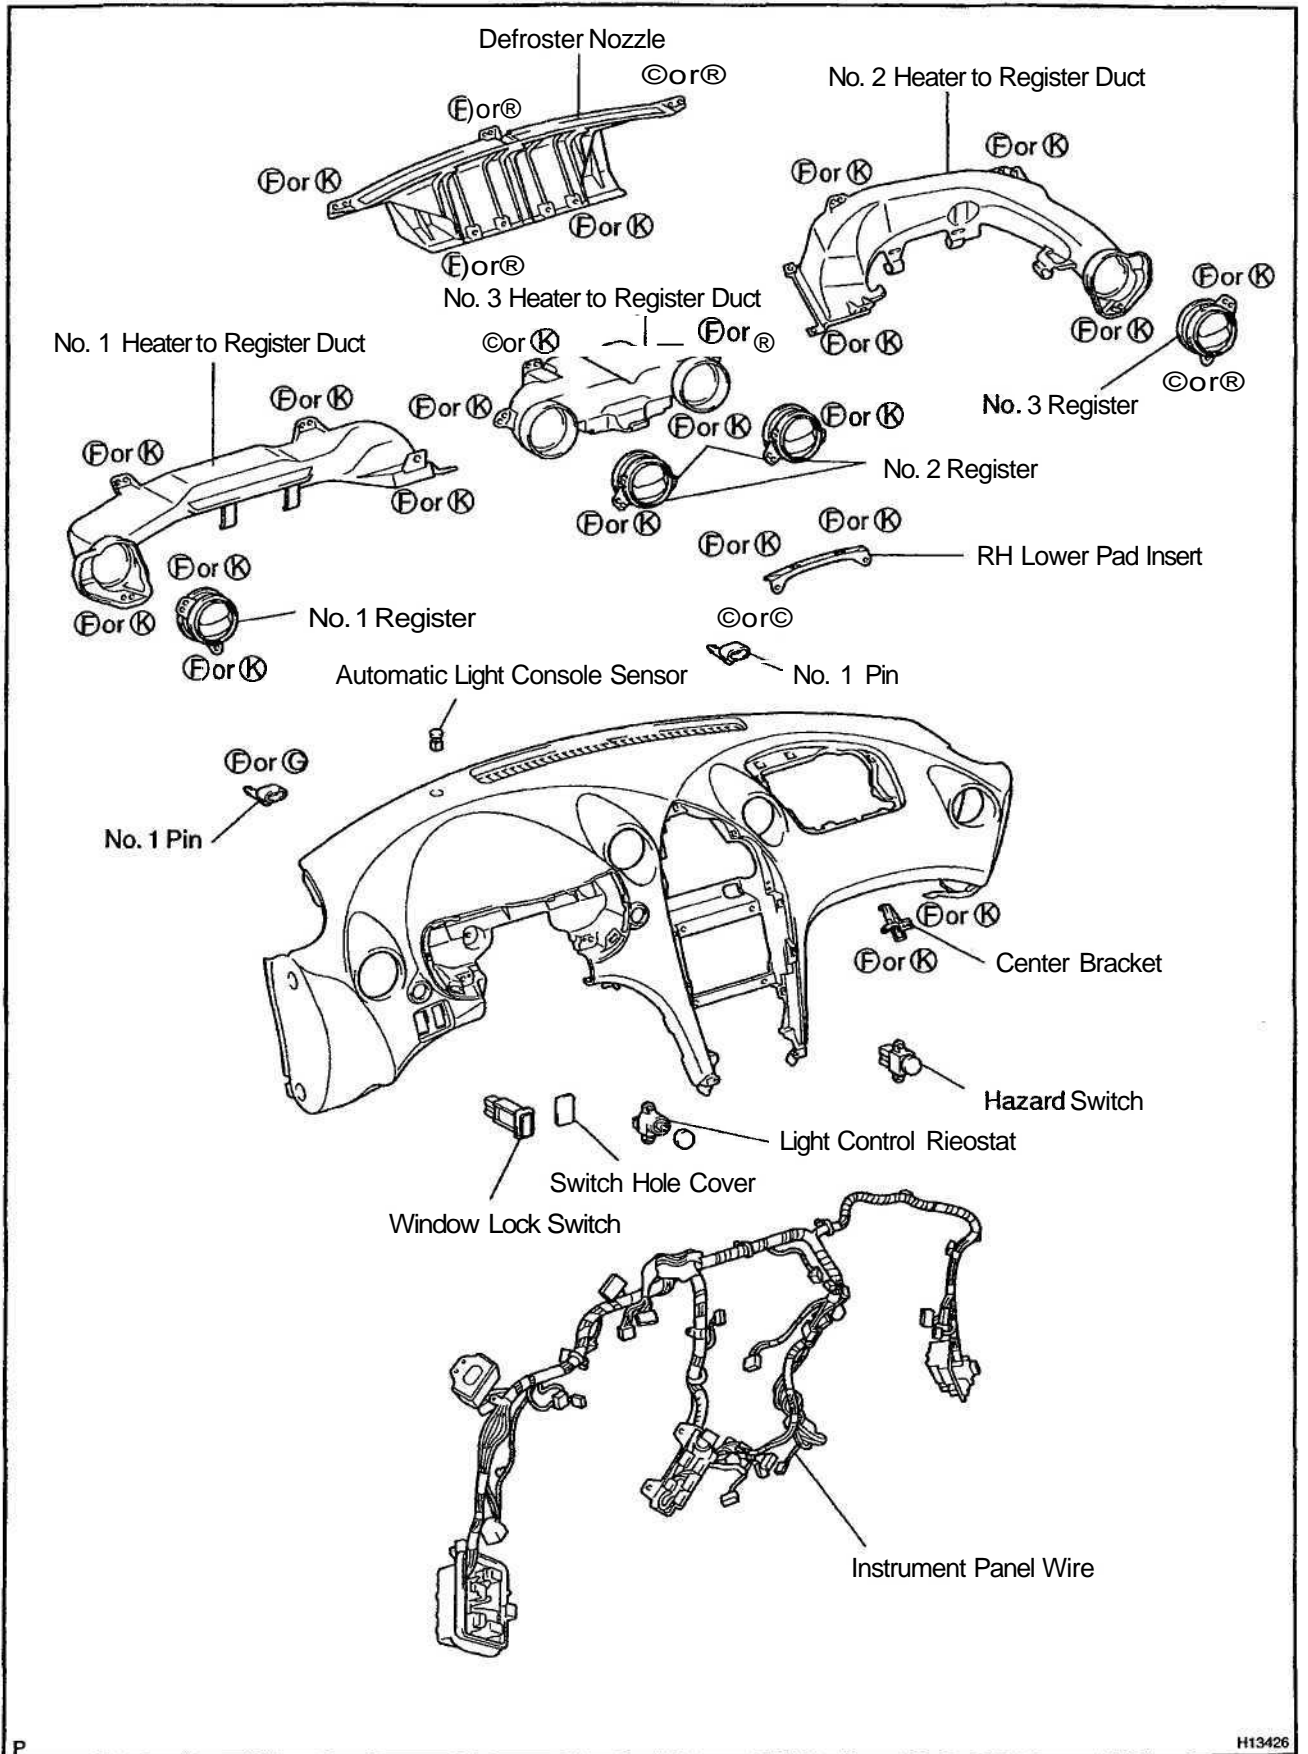 Defroster Nozzle
©or®
No. 2 Heater to Register Duct
Ⓕor®
Ⓕor Ⓚ
Ⓕor Ⓚ
Ⓕor Ⓚ
Ⓕor Ⓚ
Ⓕor®
Ⓕor Ⓚ
No. 3 Heater to Register Duct
Ⓕor Ⓚ
Ⓕor Ⓚ
No. 1 Heater to Register Duct
©or Ⓚ
Ⓕor ®
©or®
Ⓕor Ⓚ
Ⓕor Ⓚ
No. 3 Register
Ⓕor Ⓚ
Ⓕor Ⓚ
Ⓕor Ⓚ
No. 2 Register
Ⓕor Ⓚ
Ⓕor Ⓚ
Ⓕor Ⓚ
Ⓕor Ⓚ
RH Lower Pad Insert
Ⓕor Ⓚ
Ⓕor Ⓚ
No. 1 Register
©or©
Ⓕor Ⓚ
Automatic Light Console Sensor
No. 1 Pin
Ⓕor Ⓖ
No. 1 Pin
Ⓕor Ⓚ
Ⓕor Ⓚ
Center Bracket
Hazard Switch
Light Control Rieostat
Switch Hole Cover
Window Lock Switch
Instrument Panel Wire
P
H13426